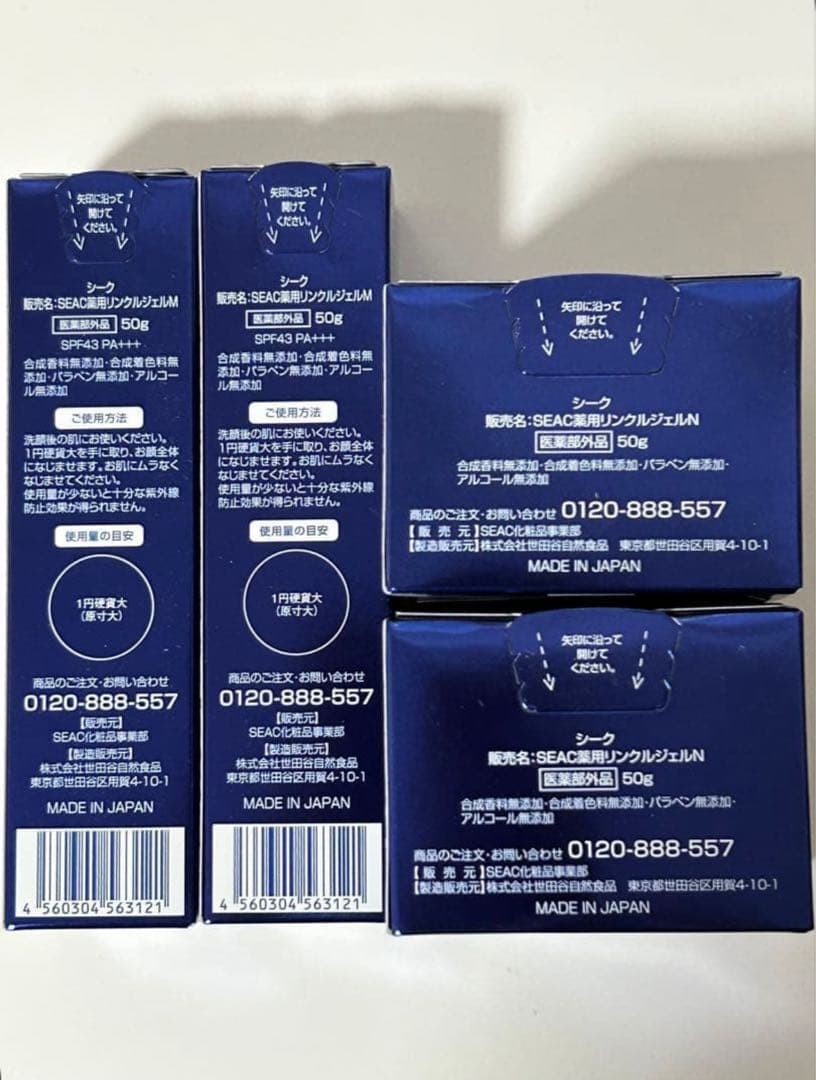 矢印に沿って
開けて
ください。
シーク
販売名:SEAC薬用リンクルジェルM
医薬部外品 50g
SPF43 PA+++
合成香料無添加・合成着色料無
添加・パラベン無添加・アルコー
ル無添加
ご使用方法
洗顔後の肌にお使いください。
1円硬貨大を手に取り、お顔全体
になじませます。お肌にムラなく
なじませてください。
使用量が少ないと十分な紫外線
防止効果が得られません。
使用量の目安
1円硬貨大
(原寸大)
商品のご注文・お問い合わせ
0120-888-557
【販売元】
SEAC化粧品事業部
【製造販売元】
株式会社世田谷自然食品
東京都世田谷区用賀4-10-1
MADE IN JAPAN
4 560304 563121
矢印に沿って
開けて
ください。
シーク
販売名:SEAC薬用リンクルジェルM
医薬部外品 50g
SPF43 PA+++
合成香料無添加・合成着色料無
添加・パラベン無添加・アルコー
ル無添加
ご使用方法
洗顔後の肌にお使いください。
1円硬貨大を手に取り、お顔全体
になじませます。お肌にムラなく
なじませてください。
使用量が少ないと十分な紫外線
防止効果が得られません。
使用量の目安
1円硬貨大
(原寸大)
商品のご注文・お問い合わせ
0120-888-557
【販売元】
SEAC化粧品事業部
【製造販売元】
株式会社世田谷自然食品
東京都世田谷区用賀4-10-1
MADE IN JAPAN
4 560304 563121
矢印に沿って
開けて
ください。
シーク
販売名:SEAC薬用リンクルジェルN
医薬部外品 50g
合成香料無添加・合成着色料無添加・パラベン無添加・
アルコール無添加
商品のご注文・お問い合わせ 0120-888-557
【販売元】SEAC化粧品事業部
【製造販売元】株式会社世田谷自然食品 東京都世田谷区用賀4-10-1
MADE IN JAPAN
矢印に沿って
開けて
ください。
シーク
販売名:SEAC薬用リンクルジェルN
医薬部外品 50g
合成香料無添加・合成着色料無添加・パラベン無添加・
アルコール無添加
商品のご注文・お問い合わせ 0120-888-557
【販売元】SEAC化粧品事業部
【製造販売元】株式会社世田谷自然食品 東京都世田谷区用賀4-10-1
MADE IN JAPAN